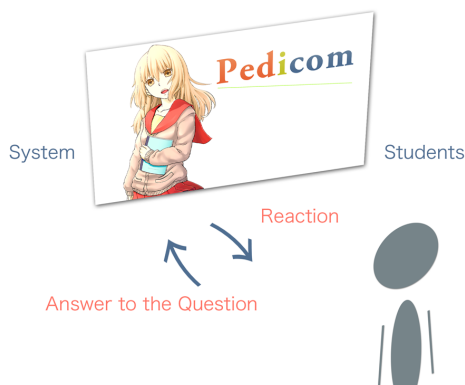 Pedicom
System
Students
Reaction
Answer to the Question